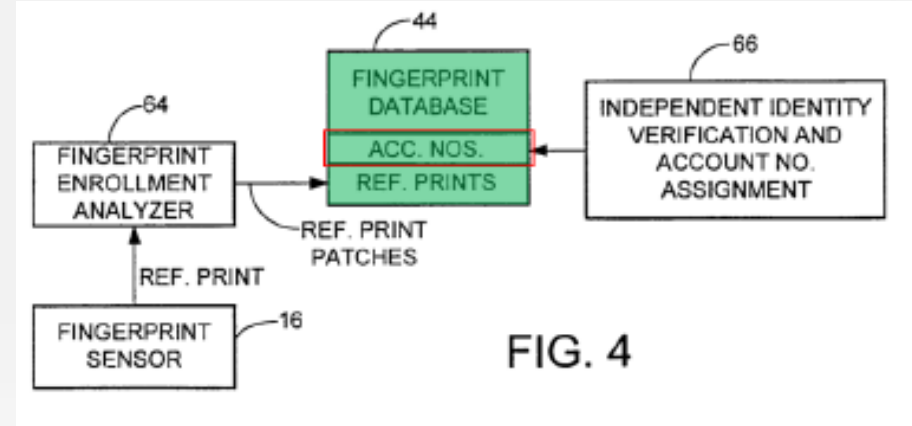 44
FINGERPRINT
DATABASE
ACC. NOS.
REF. PRINTS
66
INDEPENDENT IDENTITY
VERIFICATION AND
ACCOUNT NO.
ASSIGNMENT
64
FINGERPRINT
ENROLLMENT
ANALYZER
REF. PRINT
PATCHES
REF. PRINT
16
FINGERPRINT
SENSOR
FIG. 4